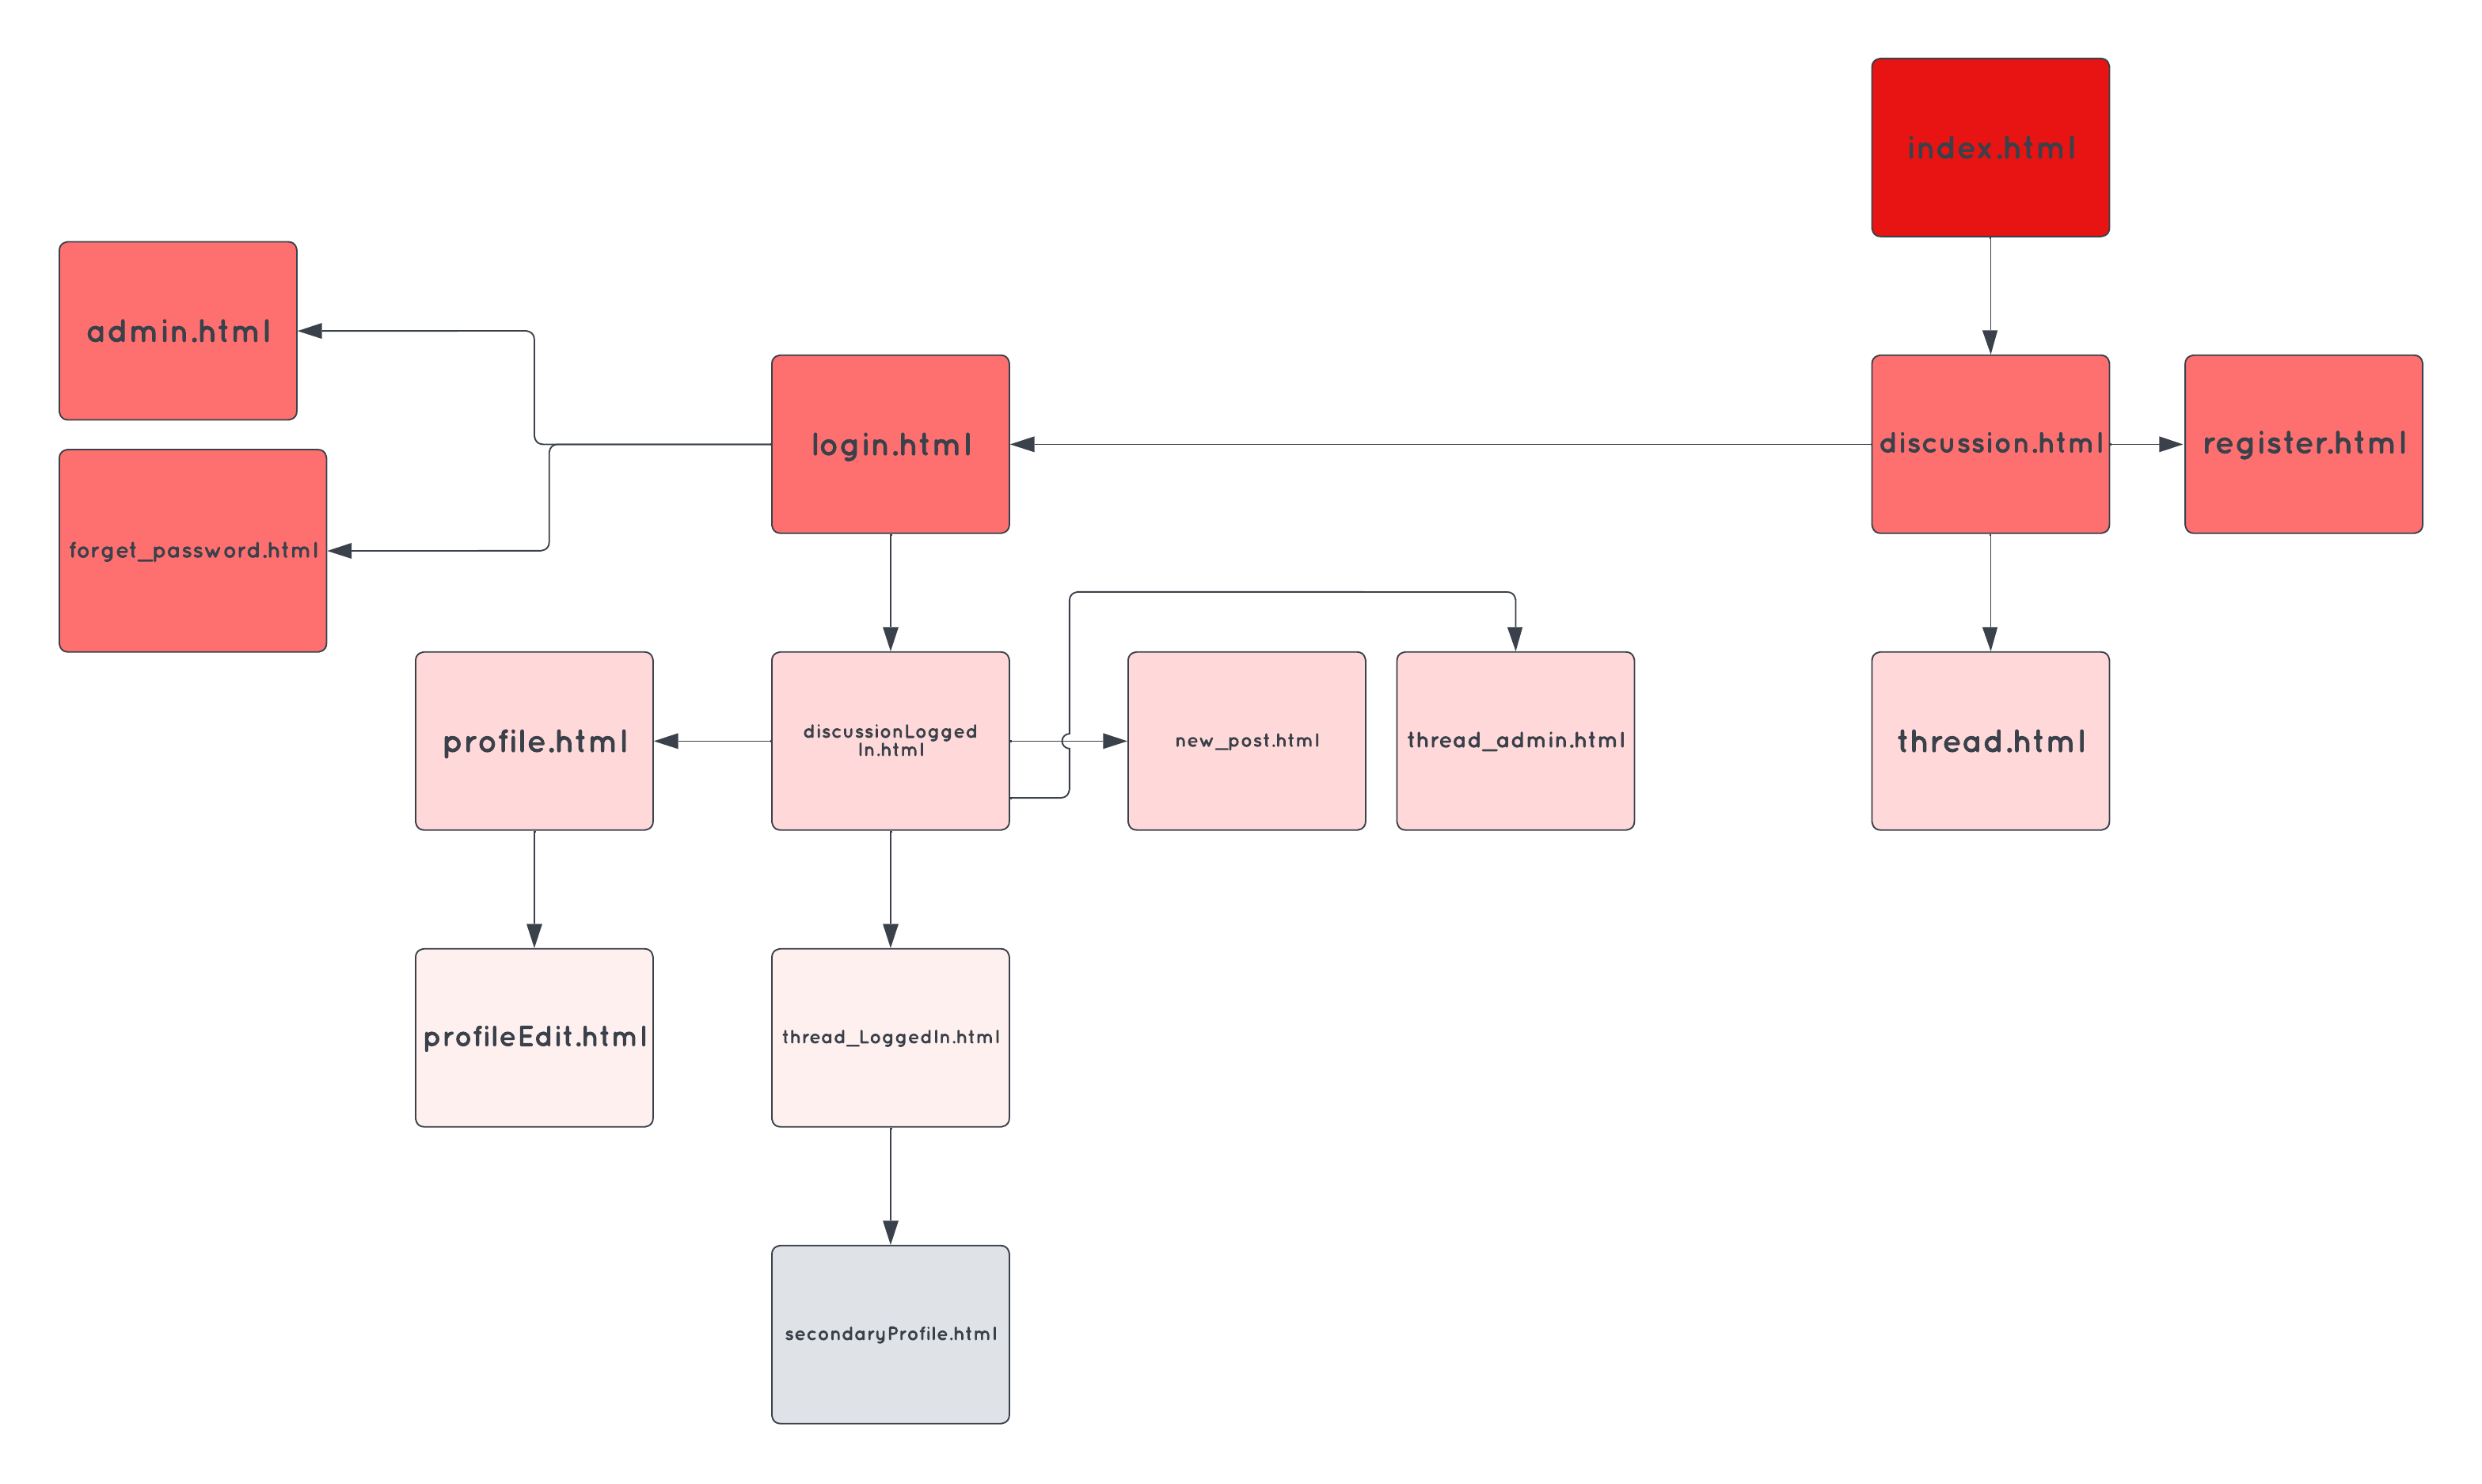 index.html
admin.html
login.html
discussion.html
register.html
forget_password.html
profile.html
discussionLogged
In.html
new_post.html
thread_admin.html
thread.html
profileEdit.html
thread_LoggedIn.html
secondaryProfile.html